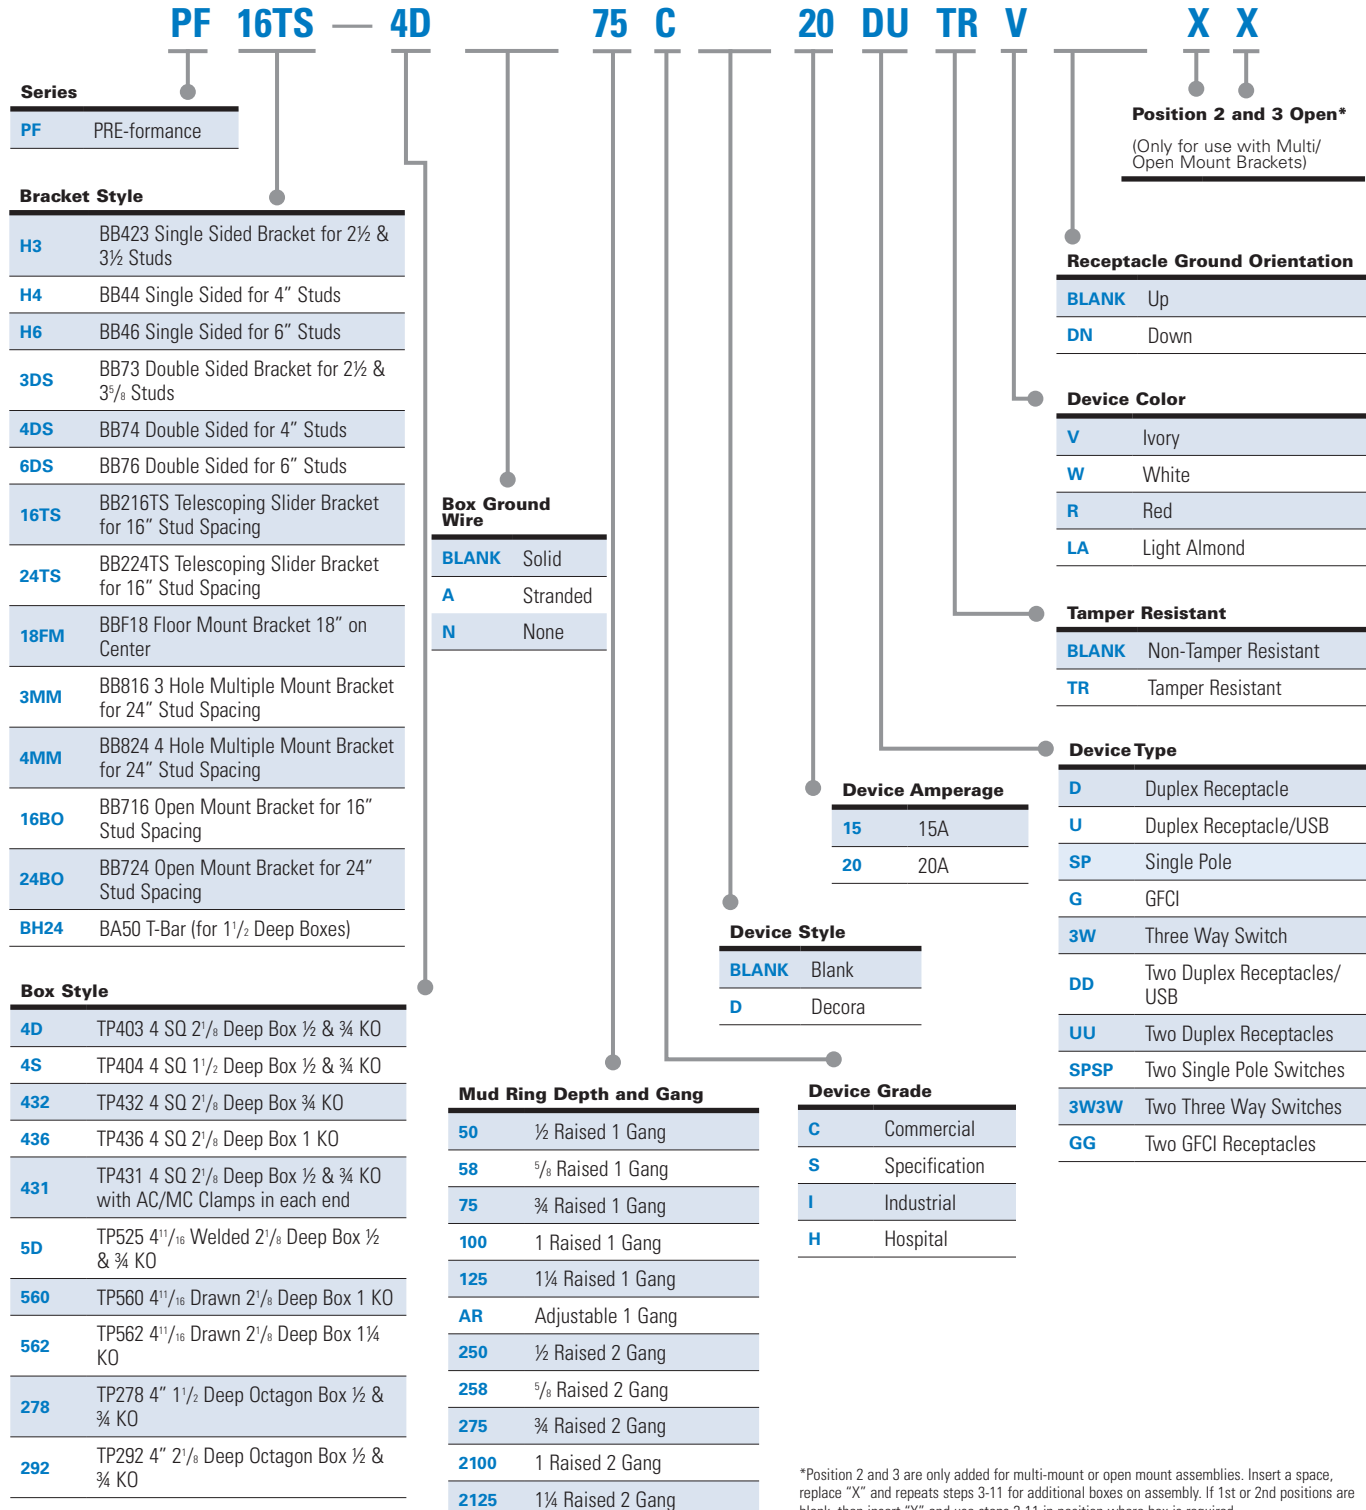 PF 16TS — 4D 75 C 20 DU TR V X X
Series
PF PRE-formance
Bracket Style
H3 BB423 Single Sided Bracket for 2½ &
3½ Studs
H4 BB44 Single Sided for 4" Studs
H6 BB46 Single Sided for 6" Studs
3DS BB73 Double Sided Bracket for 2½ &
3⁵/₈ Studs
4DS BB74 Double Sided for 4" Studs
6DS BB76 Double Sided for 6" Studs
16TS BB216TS Telescoping Slider Bracket
for 16" Stud Spacing
24TS BB224TS Telescoping Slider Bracket
for 16" Stud Spacing
18FM BBF18 Floor Mount Bracket 18" on
Center
3MM BB816 3 Hole Multiple Mount Bracket
for 24" Stud Spacing
4MM BB824 4 Hole Multiple Mount Bracket
for 24" Stud Spacing
16BO BB716 Open Mount Bracket for 16"
Stud Spacing
24BO BB724 Open Mount Bracket for 24"
Stud Spacing
BH24 BA50 T-Bar (for 1¹/₂ Deep Boxes)
Box Style
4D TP403 4 SQ 2¹/₈ Deep Box ½ & ¾ KO
4S TP404 4 SQ 1¹/₂ Deep Box ½ & ¾ KO
432 TP432 4 SQ 2¹/₈ Deep Box ¾ KO
436 TP436 4 SQ 2¹/₈ Deep Box 1 KO
431 TP431 4 SQ 2¹/₈ Deep Box ½ & ¾ KO
with AC/MC Clamps in each end
5D TP525 4¹¹/₁₆ Welded 2¹/₈ Deep Box ½
& ¾ KO
560 TP560 4¹¹/₁₆ Drawn 2¹/₈ Deep Box 1 KO
562 TP562 4¹¹/₁₆ Drawn 2¹/₈ Deep Box 1¼
KO
278 TP278 4" 1¹/₂ Deep Octagon Box ½ &
¾ KO
292 TP292 4" 2¹/₈ Deep Octagon Box ½ &
¾ KO
Box Ground
Wire
BLANK Solid
A Stranded
N None
Mud Ring Depth and Gang
50 ½ Raised 1 Gang
58 ⁵/₈ Raised 1 Gang
75 ¾ Raised 1 Gang
100 1 Raised 1 Gang
125 1¼ Raised 1 Gang
AR Adjustable 1 Gang
250 ½ Raised 2 Gang
258 ⁵/₈ Raised 2 Gang
275 ¾ Raised 2 Gang
2100 1 Raised 2 Gang
2125 1¼ Raised 2 Gang
Device Grade
C Commercial
S Specification
I Industrial
H Hospital
Device Style
BLANK Blank
D Decora
Device Amperage
15 15A
20 20A
Device Type
D Duplex Receptacle
U Duplex Receptacle/USB
SP Single Pole
G GFCI
3W Three Way Switch
DD Two Duplex Receptacles/
USB
UU Two Duplex Receptacles
SPSP Two Single Pole Switches
3W3W Two Three Way Switches
GG Two GFCI Receptacles
Tamper Resistant
BLANK Non-Tamper Resistant
TR Tamper Resistant
Device Color
V Ivory
W White
R Red
LA Light Almond
Receptacle Ground Orientation
BLANK Up
DN Down
Position 2 and 3 Open*
(Only for use with Multi/
Open Mount Brackets)
*Position 2 and 3 are only added for multi-mount or open mount assemblies. Insert a space,
replace "X" and repeats steps 3-11 for additional boxes on assembly. If 1st or 2nd positions are
blank, then insert "X" and use steps 3-11 in position where box is required.